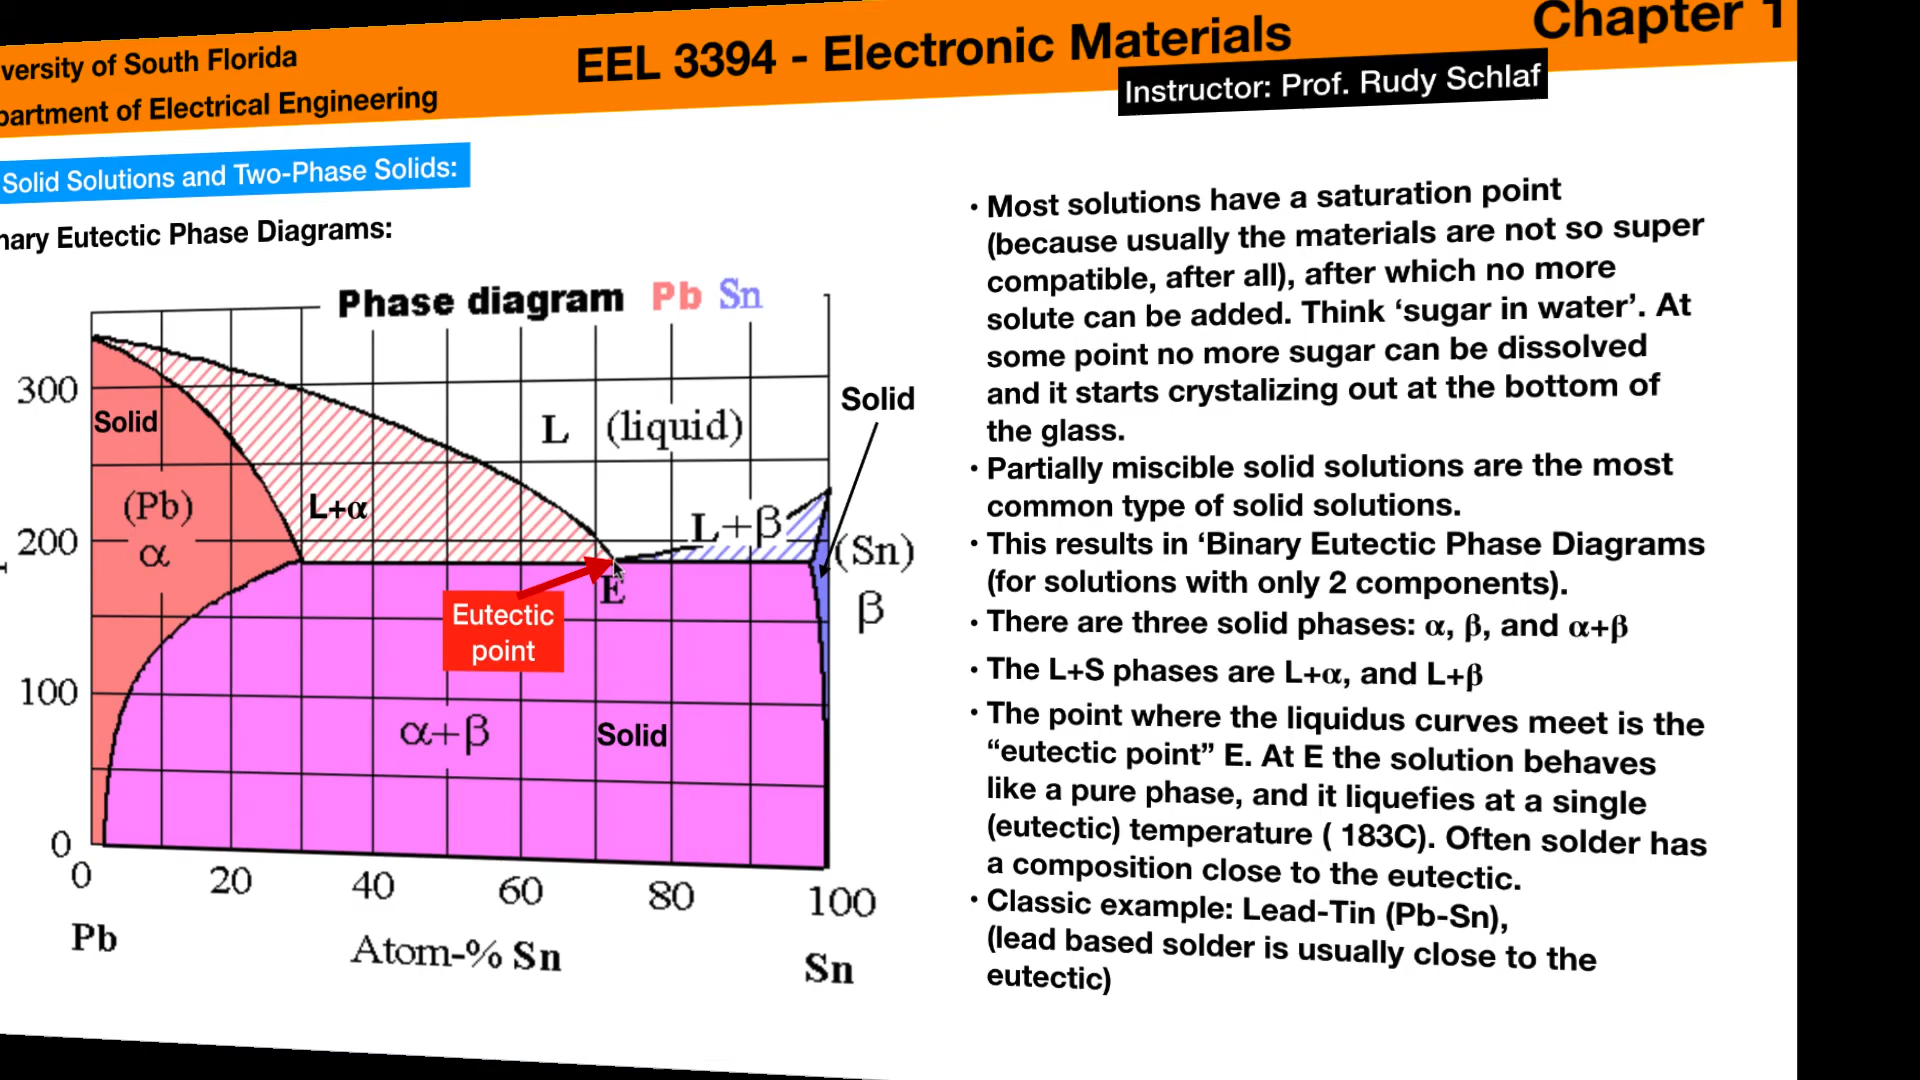 versity of South Florida
partment of Electrical Engineering
EEL 3394 - Electronic Materials
Chapter 1
Instructor: Prof. Rudy Schlaf
Solid Solutions and Two-Phase Solids:
nary Eutectic Phase Diagrams:
Phase diagram Pb Sn
300
200
100
0
Solid
(Pb)
α
L+α
L (liquid)
L+β
Solid
(Sn)
β
E
Eutectic
point
α+β
Solid
0 20 40 60 80 100
Pb
Atom-% Sn
Sn
• Most solutions have a saturation point
(because usually the materials are not so super
compatible, after all), after which no more
solute can be added. Think ‘sugar in water’. At
some point no more sugar can be dissolved
and it starts crystalizing out at the bottom of
the glass.
• Partially miscible solid solutions are the most
common type of solid solutions.
• This results in ‘Binary Eutectic Phase Diagrams
(for solutions with only 2 components).
• There are three solid phases: α, β, and α+β
• The L+S phases are L+α, and L+β
• The point where the liquidus curves meet is the
“eutectic point” E. At E the solution behaves
like a pure phase, and it liquefies at a single
(eutectic) temperature ( 183C). Often solder has
a composition close to the eutectic.
• Classic example: Lead-Tin (Pb-Sn),
(lead based solder is usually close to the
eutectic)